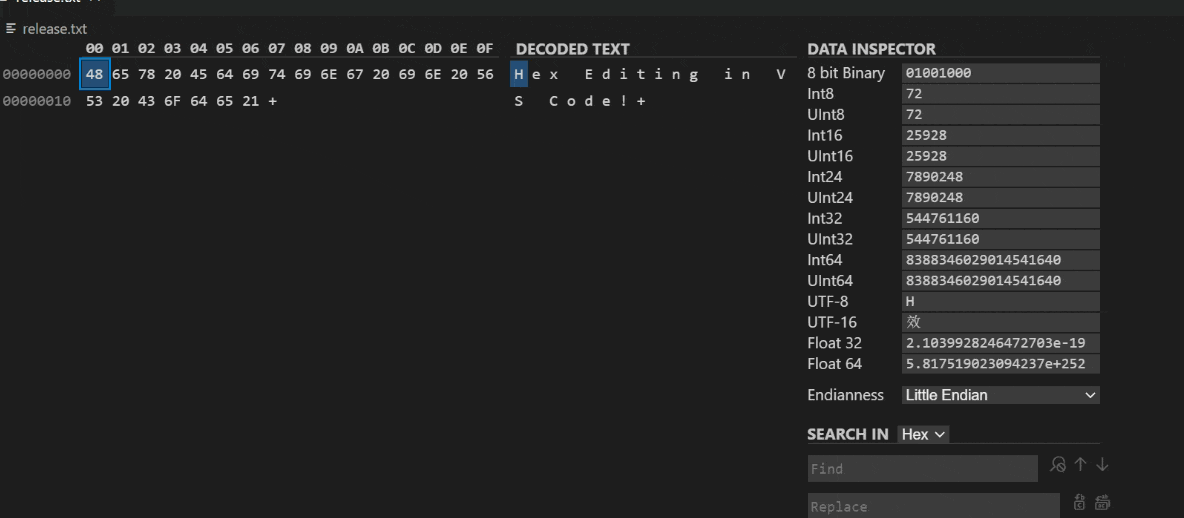 release.txt
release.txt
00 01 02 03 04 05 06 07 08 09 0A 0B 0C 0D 0E 0F DECODED TEXT
00000000 48 65 78 20 45 64 69 74 69 6E 67 20 69 6E 20 56 H e x E d i t i n g i n V
00000010 53 20 43 6F 64 65 21 + S C o d e ! +
DATA INSPECTOR
8 bit Binary 01001000
Int8 72
UInt8 72
Int16 25928
UInt16 25928
Int24 7890248
UInt24 7890248
Int32 544761160
UInt32 544761160
Int64 8388346029014541640
UInt64 8388346029014541640
UTF-8 H
UTF-16 效
Float 32 2.1039928246472703e-19
Float 64 5.817519023094237e+252
Endianness Little Endian
SEARCH IN Hex
Find
Replace